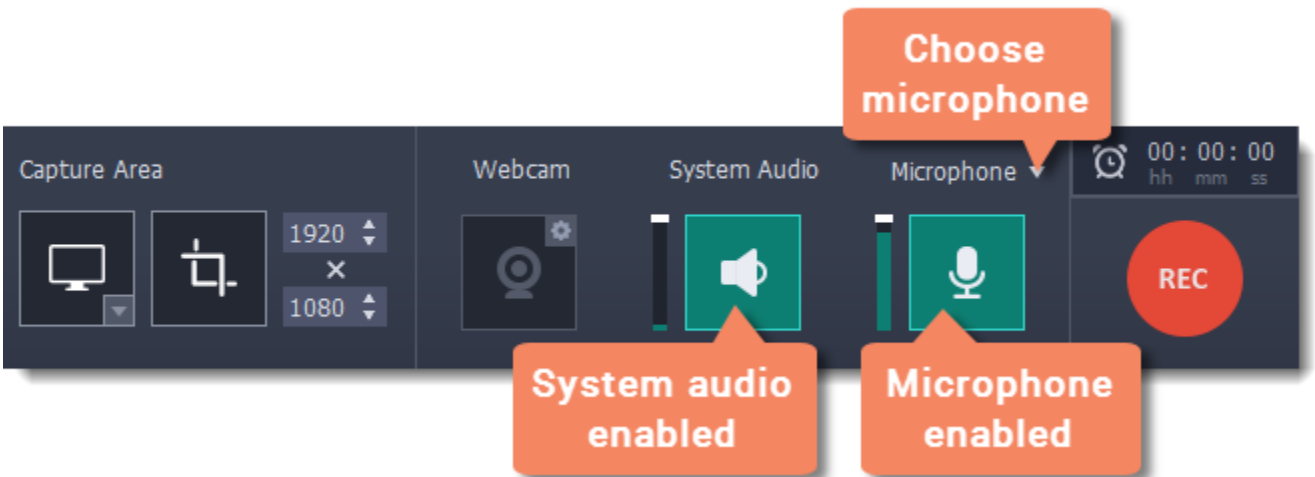 Choose
microphone
Capture Area
Webcam
System Audio
Microphone
00 : 00 : 00
hh mm ss
1920
×
1080
REC
System audio
enabled
Microphone
enabled